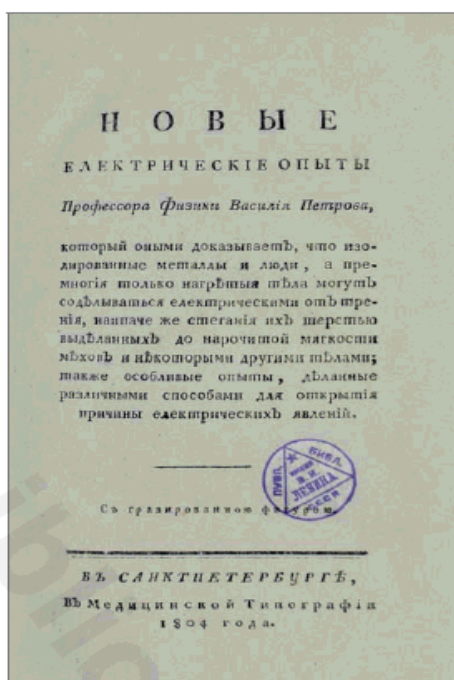 НОВЫЕ
ЕЛЕКТРИЧЕСКІЕ ОПЫТЫ
Профессора Физики Василія Петрова,
который оными доказываетъ, что изо-
лированные металлы и люди, а пре-
многія только нагрѣтыя тѣла могутъ
содѣлываться електрическими отъ тре-
нія, наипаче же стеганія ихъ шерстью
выдѣланныхъ до нарочитой мягкости
мѣховъ и нѣкоторыми другими тѣлами;
также особливые опыты, дѣланные
различными способами для открытія
причины електрическихъ явленій.
БИБЛ.
В. И.
ЛЕНИНА
Съ гравированною фигурою.
ВЪ САНКТПЕТЕРБУРГѢ,
Въ Медицинской Типографіи
1804 года.